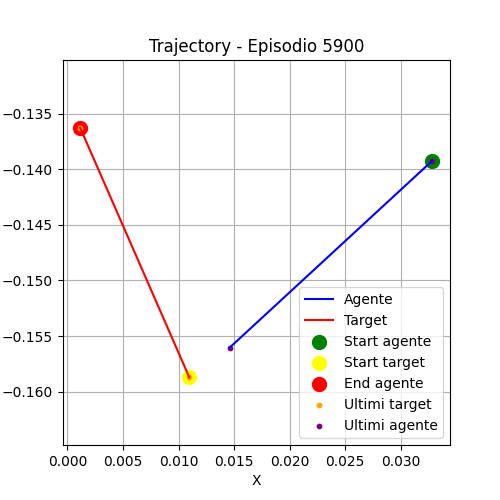 Trajectory - Episodio 5900
−0.135
−0.140
−0.145
−0.150
−0.155
−0.160
Agente
Target
Start agente
Start target
End agente
Ultimi target
Ultimi agente
0.000 0.005 0.010 0.015 0.020 0.025 0.030
X